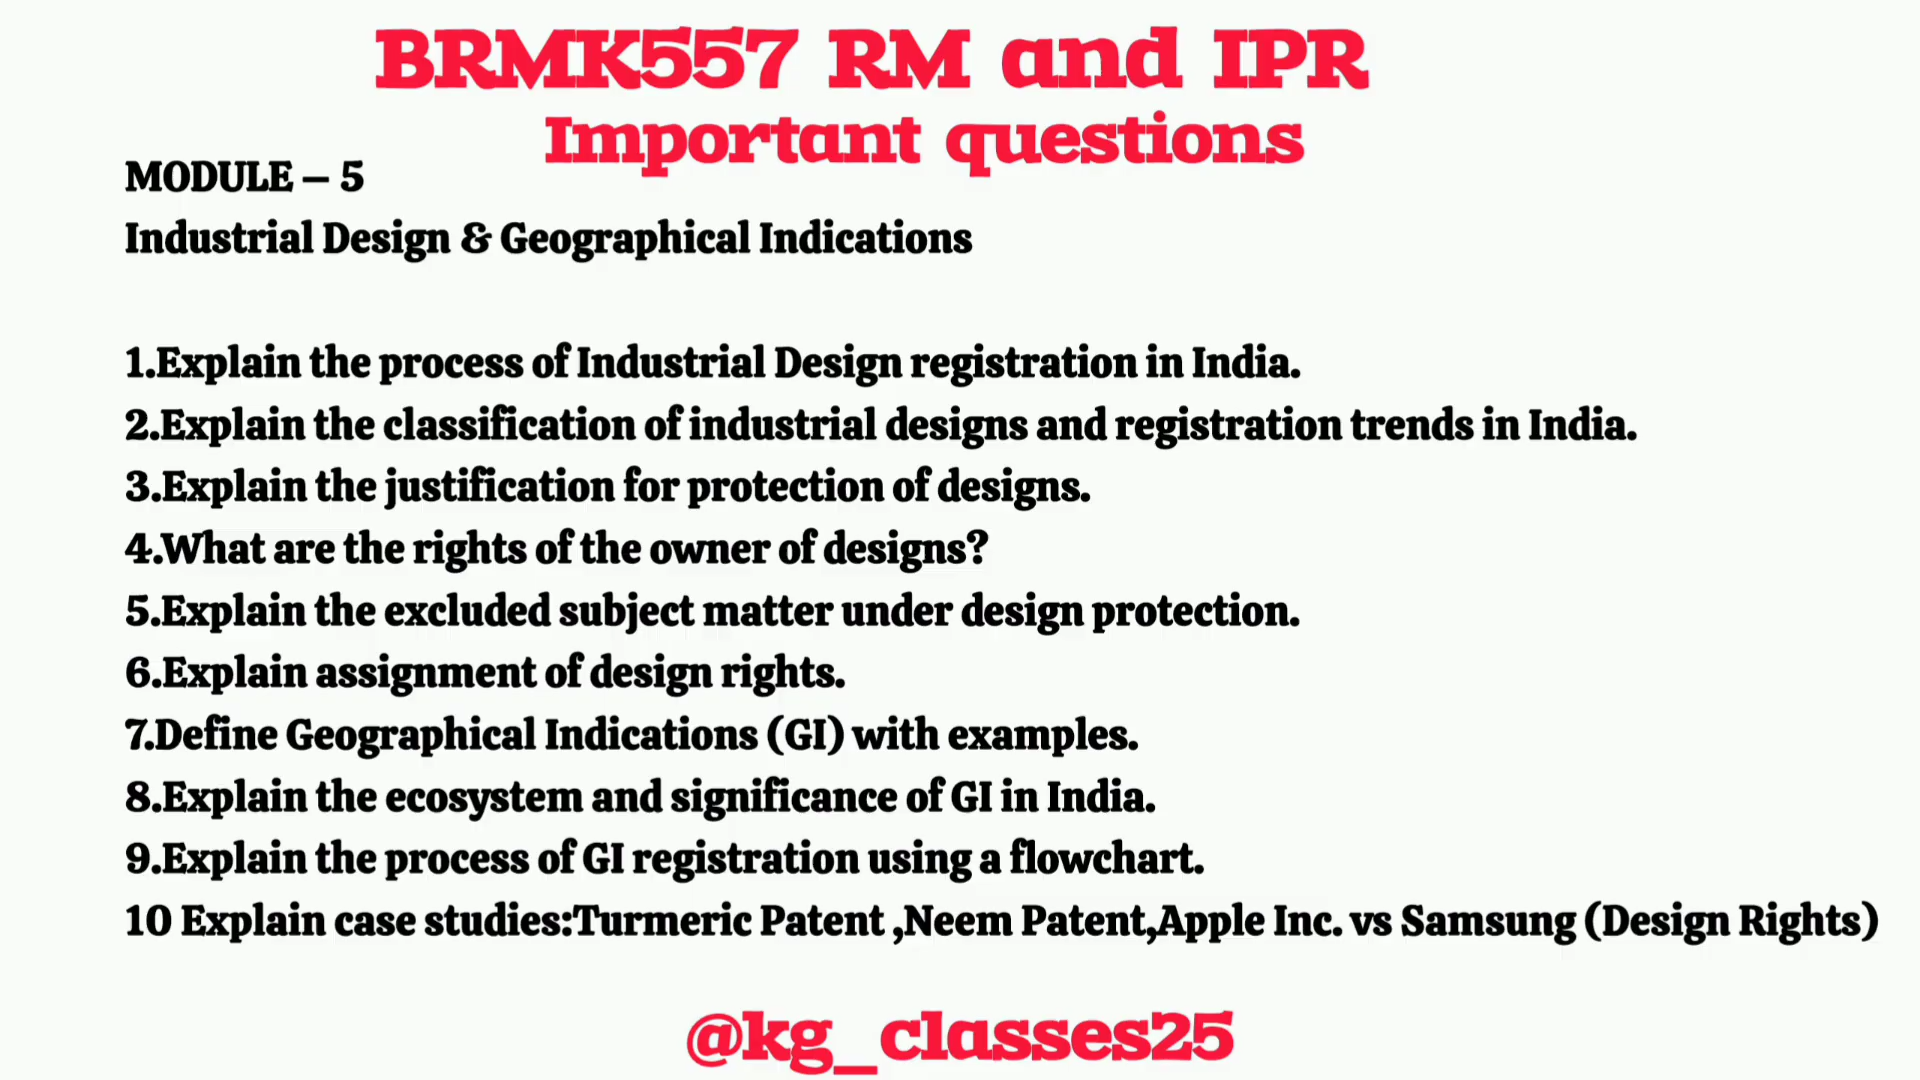 BRMK557 RM and IPR
Important questions
MODULE – 5
Industrial Design & Geographical Indications
1.Explain the process of Industrial Design registration in India.
2.Explain the classification of industrial designs and registration trends in India.
3.Explain the justification for protection of designs.
4.What are the rights of the owner of designs?
5.Explain the excluded subject matter under design protection.
6.Explain assignment of design rights.
7.Define Geographical Indications (GI) with examples.
8.Explain the ecosystem and significance of GI in India.
9.Explain the process of GI registration using a flowchart.
10 Explain case studies:Turmeric Patent ,Neem Patent,Apple Inc. vs Samsung (Design Rights)
@kg_classes25